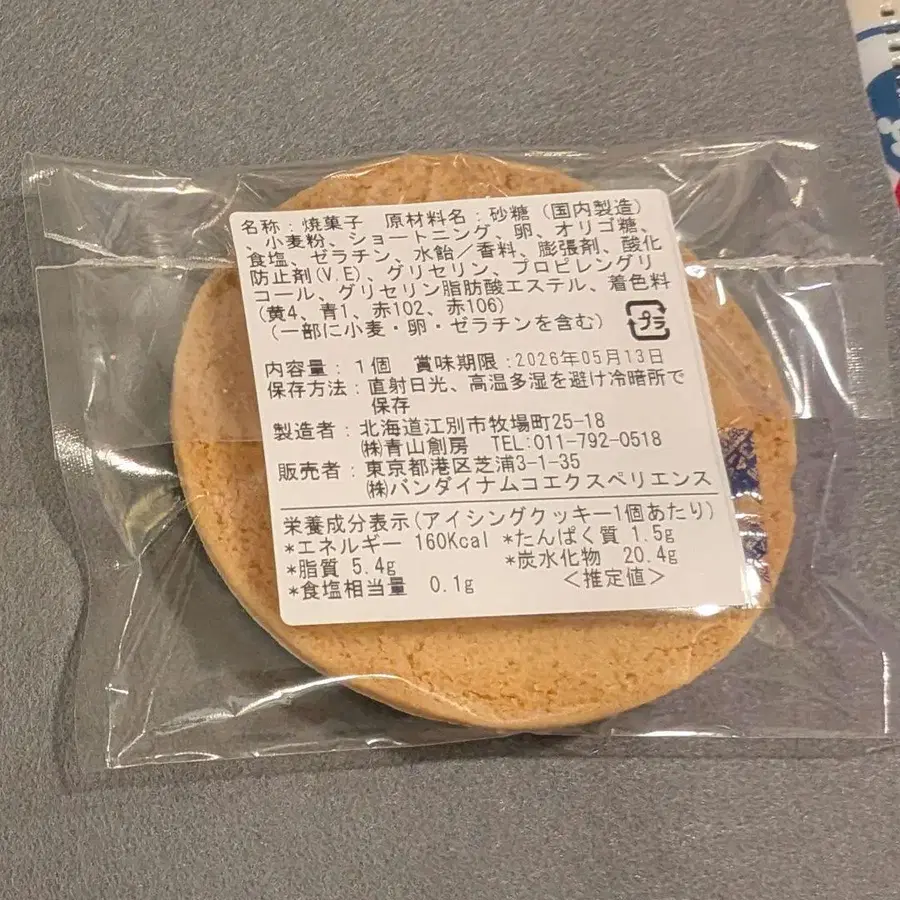 名称：焼菓子　原材料名：砂糖（国内製造）
、小麦粉、ショートニング、卵、オリゴ糖、
食塩、ゼラチン、水飴／香料、膨張剤、酸化
防止剤(V.E)、グリセリン、プロピレングリ
コール、グリセリン脂肪酸エステル、着色料
(黄4、青1、赤102、赤106)
(一部に小麦・卵・ゼラチンを含む)
プラ
内容量：１個　賞味期限：2026年05月13日
保存方法：直射日光、高温多湿を避け冷暗所で
保存
製造者：北海道江別市牧場町25-18
㈱青山創房　TEL:011-792-0518
販売者：東京都港区芝浦3-1-35
㈱バンダイナムコエクスペリエンス
栄養成分表示(アイシングクッキー1個あたり)
*エネルギー 160Kcal *たんぱく質 1.5g
*脂質 5.4g　*炭水化物 20.4g
*食塩相当量 0.1g　＜推定値＞